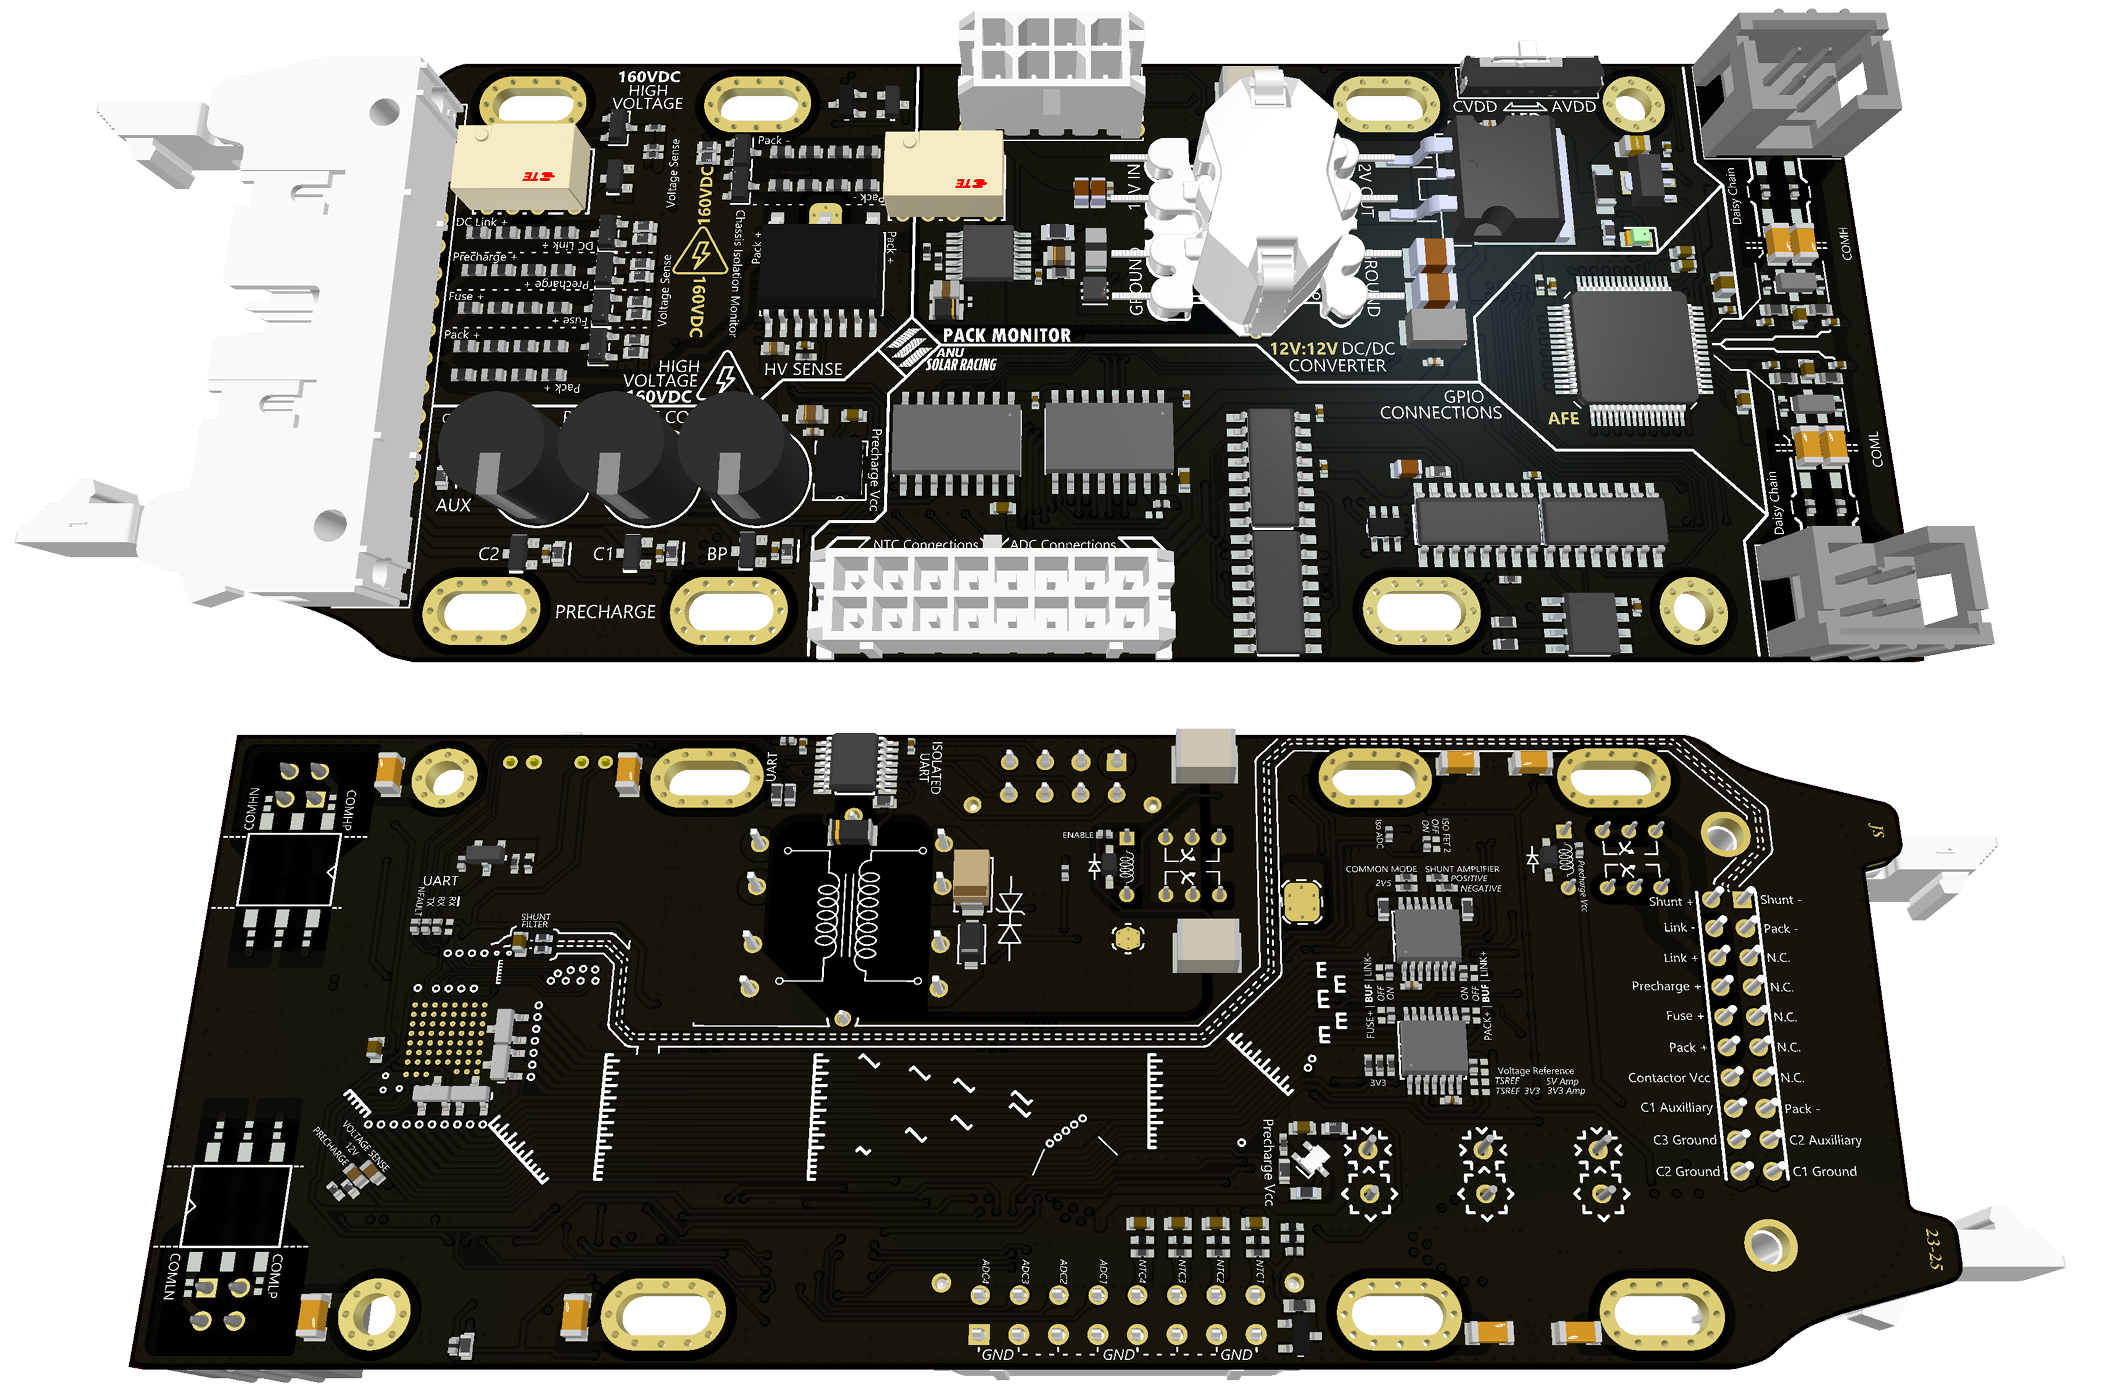 160VDC
HIGH
VOLTAGE
Pack -
Pack -
Voltage Sense
160VDC
160VDC
Chassis Isolation Monitor
Voltage Sense
DC Link +
DC Link +
Precharge +
Precharge +
Fuse +
Fuse +
Pack +
Pack +
Pack +
Pack +
HIGH
VOLTAGE
160VDC
HV SENSE
PACK MONITOR
ANU
SOLAR RACING
GROUND
12V:12V DC/DC
CONVERTER
CVDD
AVDD
GPIO
CONNECTIONS
AFE
Daisy Chain
COMH
COML
Daisy Chain
AUX
Precharge Vcc
C2
C1
BP
PRECHARGE
NTC Connections
ADC Connections
COMHN
COMHP
UART
NFAULT
TX
RX
SHUNT
FILTER
UART
ISOLATED
UART
ENABLE
Iso ADC
ISO FET 2
OFF
ON
COMMON MODE
SHUNT AMPLIFIER
2V5
POSITIVE
NEGATIVE
Precharge Vcc
JS
Shunt +
Shunt -
Link -
Pack -
Link +
N.C.
Precharge +
N.C.
Fuse +
N.C.
Pack +
N.C.
Contactor Vcc
N.C.
C1 Auxilliary
Pack -
C3 Ground
C2 Auxilliary
C2 Ground
C1 Ground
FUSE+ | BUF | LINK-
OFF
ON
PACK+ | BUF | LINK+
ON
OFF
E
E
E
E
E
3V3
Voltage Reference
TSREF 5V Amp
TSREF 3V3 3V3 Amp
VOLTAGE SENSE
12V
PRECHARGE
Precharge Vcc
COMLN
COMLP
ADC4
ADC3
ADC2
ADC1
NTC4
NTC3
NTC2
NTC1
GND
GND
GND
23-25